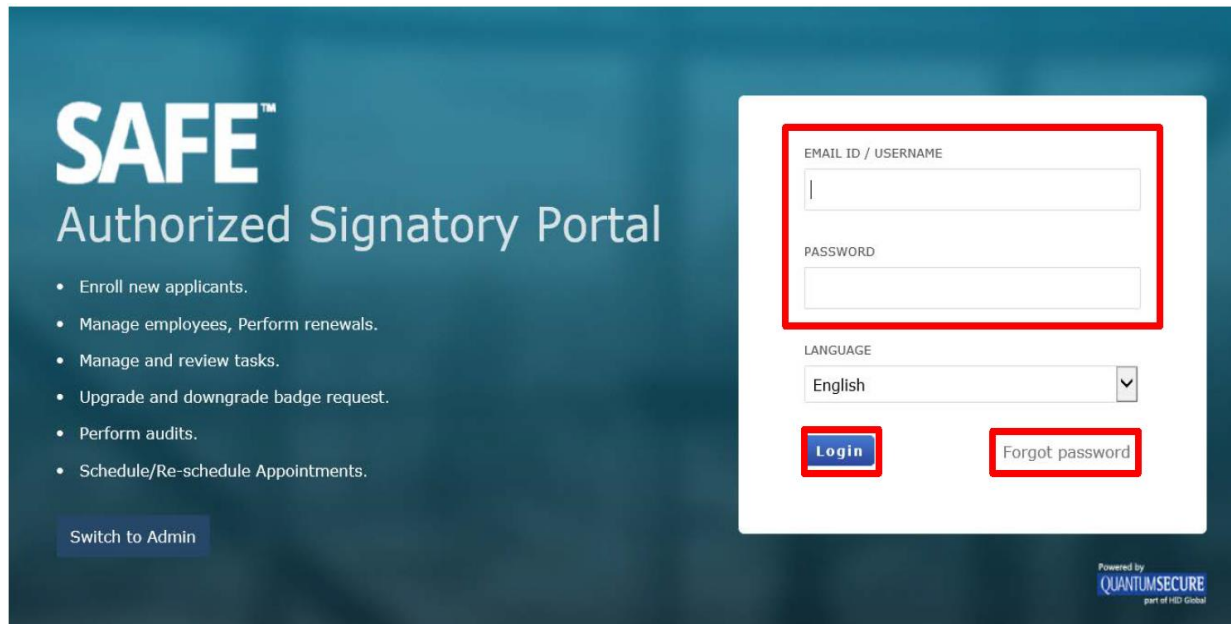 SAFE™
Authorized Signatory Portal
• Enroll new applicants.
• Manage employees, Perform renewals.
• Manage and review tasks.
• Upgrade and downgrade badge request.
• Perform audits.
• Schedule/Re-schedule Appointments.
Switch to Admin
EMAIL ID / USERNAME
PASSWORD
LANGUAGE
English
Login
Forgot password
Powered by
QUANTUMSECURE
part of HID Global